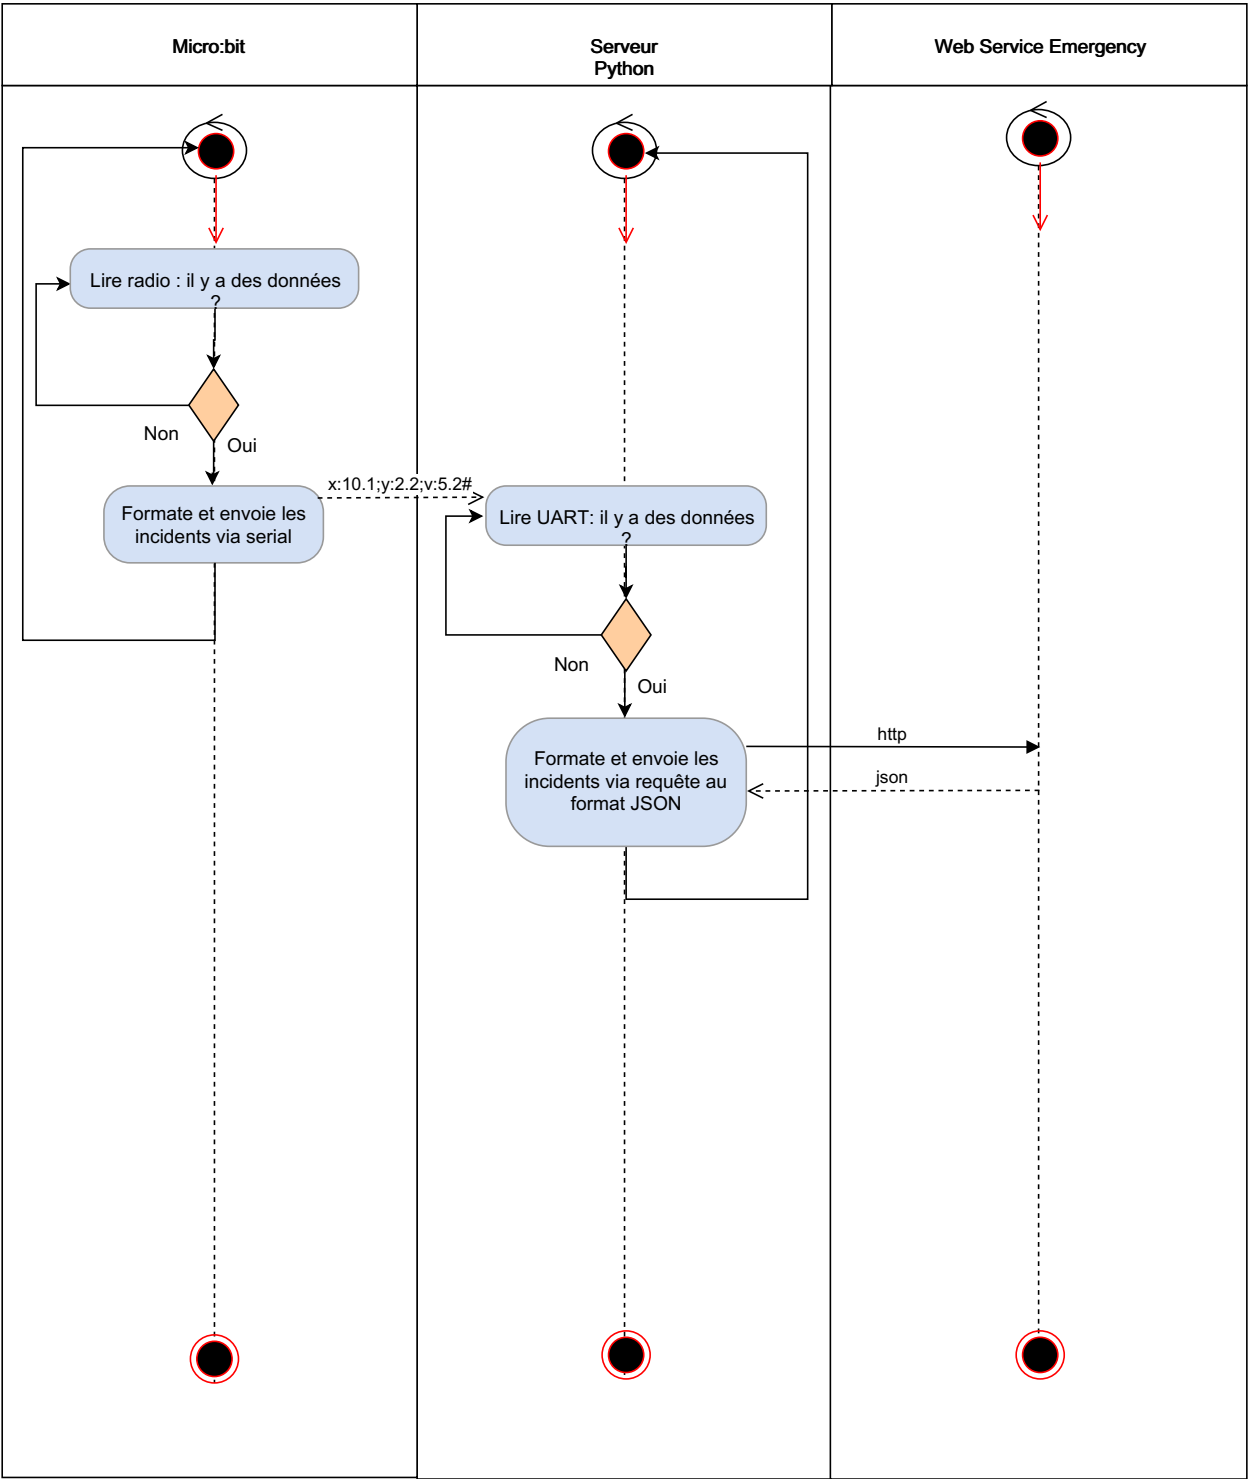 Micro:bit
Serveur
Python
Web Service Emergency
Lire radio : il y a des données
?
Non
Oui
Formate et envoie les
incidents via serial
x:10.1;y:2.2;v:5.2#
Lire UART: il y a des données
?
Non
Oui
Formate et envoie les
incidents via requête au
format JSON
http
json